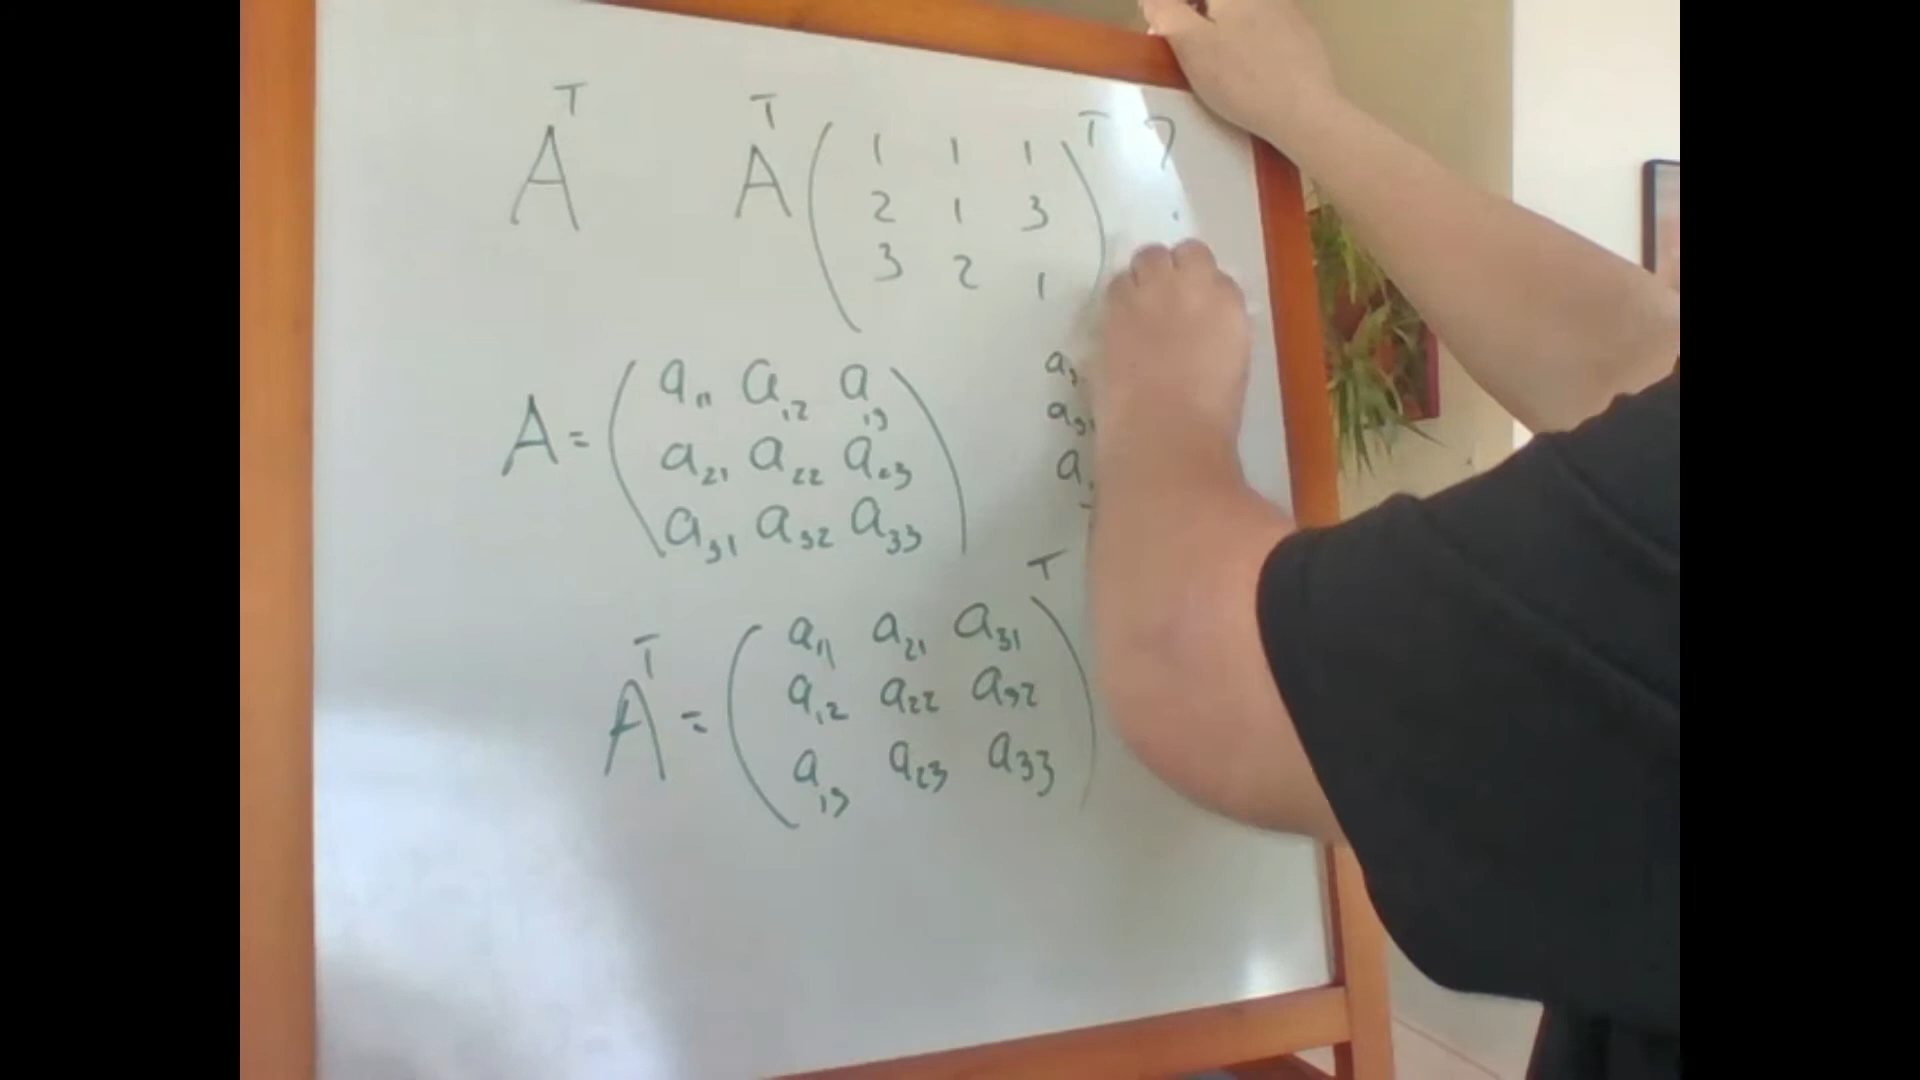 Aᵀ Aᵀ ( 1 1 1 )ᵀ ?
2 1 3
3 2 1
A = ( a₁₁ a₁₂ a₁₃ )
a₂₁ a₂₂ a₂₃
a₃₁ a₃₂ a₃₃
Aᵀ = ( a₁₁ a₂₁ a₃₁ )ᵀ
a₁₂ a₂₂ a₃₂
a₁₃ a₂₃ a₃₃